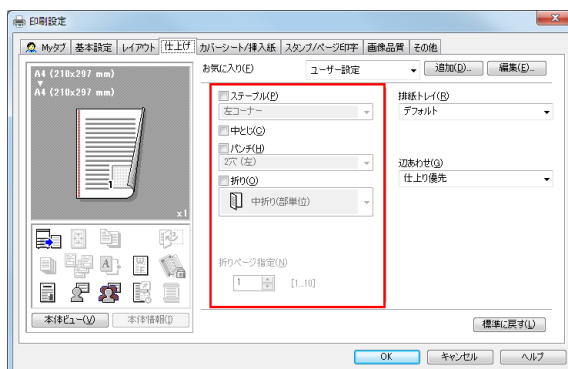 印刷設定
Myタブ 基本設定 レイアウト 仕上げ カバーシート/挿入紙 スタンプ/ページ印字 画像品質 その他
A4 (210x297 mm)
A4 (210x297 mm)
1
x1
本体ビュー(V) 本体情報(I)
お気に入り(F) ユーザー設定 追加(D)... 編集(E)...
ステープル(P)
左コーナー
中とじ(C)
パンチ(H)
2穴 (左)
折り(O)
中折り(部単位)
折りページ指定(N)
1 [1...10]
排紙トレイ(R)
デフォルト
辺あわせ(G)
仕上り優先
標準に戻す(L)
OK キャンセル ヘルプ